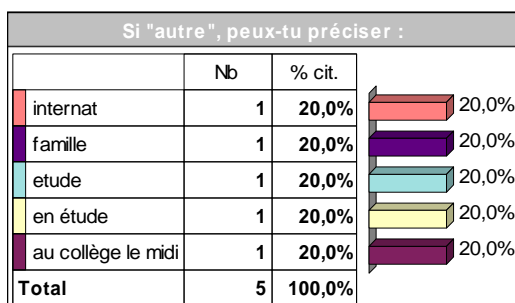 Si "autre", peux-tu préciser :
Nb % cit.
internat 1 20,0% 20,0%
famille 1 20,0% 20,0%
etude 1 20,0% 20,0%
en étude 1 20,0% 20,0%
au collège le midi 1 20,0% 20,0%
Total 5 100,0%